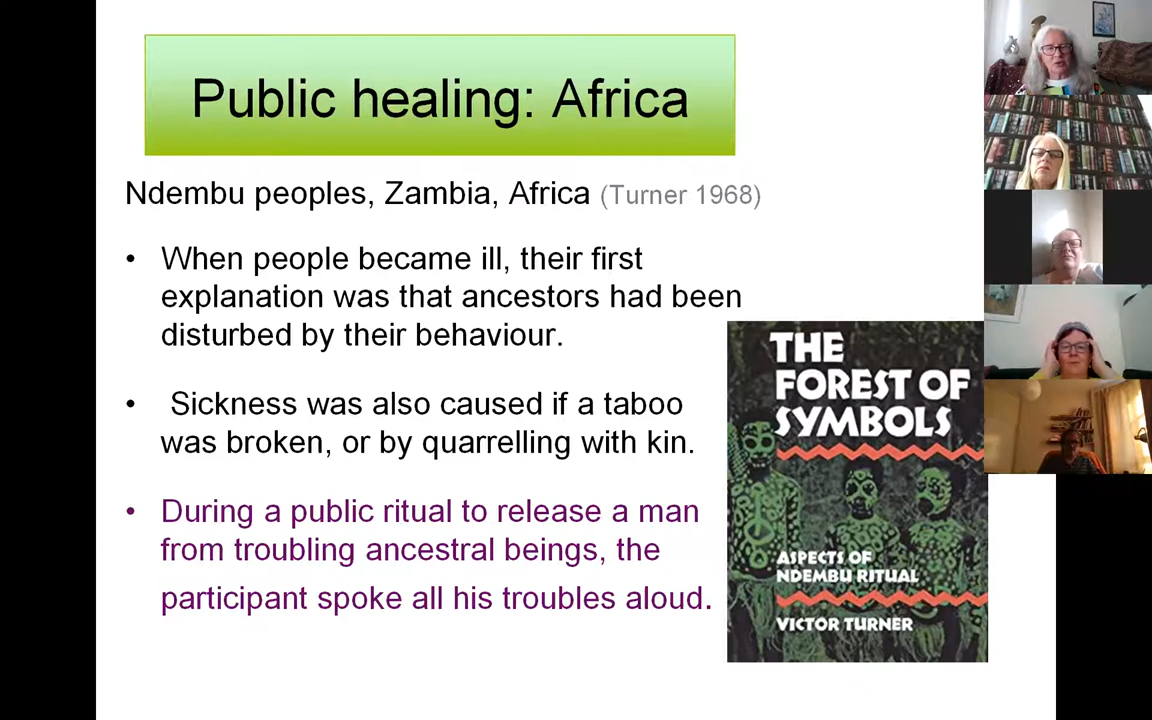 Public healing: Africa
Ndembu peoples, Zambia, Africa (Turner 1968)
• When people became ill, their first
explanation was that ancestors had been
disturbed by their behaviour.
• Sickness was also caused if a taboo
was broken, or by quarrelling with kin.
• During a public ritual to release a man
from troubling ancestral beings, the
participant spoke all his troubles aloud.
THE
FOREST OF
SYMBOLS
ASPECTS OF
NDEMBU RITUAL
VICTOR TURNER